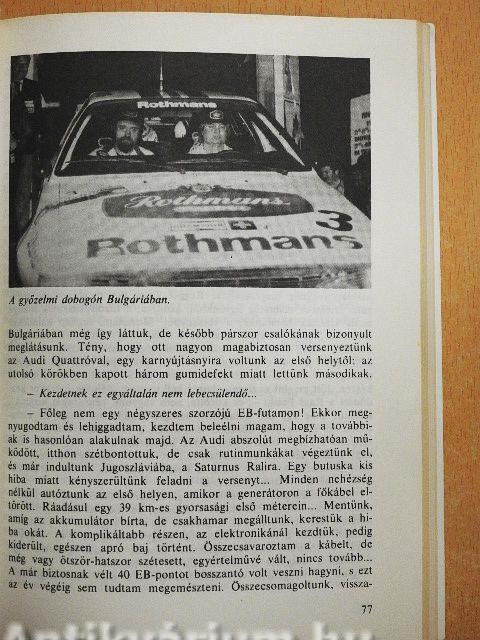 Rothmans
Rothmans
3
Rothmans
A győzelmi dobogón Bulgáriában.
Bulgáriában még így láttuk, de később párszor csalókának bizonyult
meglátásunk. Tény, hogy ott nagyon magabiztosan versenyeztünk
az Audi Quattróval, egy karnyújtásnyira voltunk az első helytől: az
utolsó körökben kapott három gumidefekt miatt lettünk másodikak.
– Kezdetnek ez egyáltalán nem lebecsülendő...
– Főleg nem egy négyszeres szorzójú EB-futamon! Ekkor meg-
nyugodtam és lehiggadtam, kezdtem beleélni magam, hogy a további-
ak is hasonlóan alakulnak majd. Az Audi abszolút megbízhatóan mű-
ködött, itthon szétbontottuk, de csak rutinmunkákat végeztünk el,
és már indultunk Jugoszláviába, a Saturnus Ralira. Egy butuska kis
hiba miatt kényszerültünk feladni a versenyt... Minden nehézség
nélkül autóztunk az első helyen, amikor a generátoron a főkábel el-
törött. Ráadásul egy 39 km-es gyorsasági első méterein... Mentünk,
amíg az akkumulátor bírta, de csakhamar megálltunk, kerestük a hi-
ba okát. A komplikáltabb részen, az elektronikánál kezdtük, pedig
kiderült, egészen apró baj történt. Összecsavaroztam a kábelt, de
még vagy ötször-hatszor szétesett, egyértelművé vált, nincs tovább...
A már biztosnak vélt 40 EB-pontot bosszantó volt veszni hagyni, s ezt
az év végéig sem tudtam megemészteni. Összecsomagoltunk, vissza-
77
Antikvárium.hu